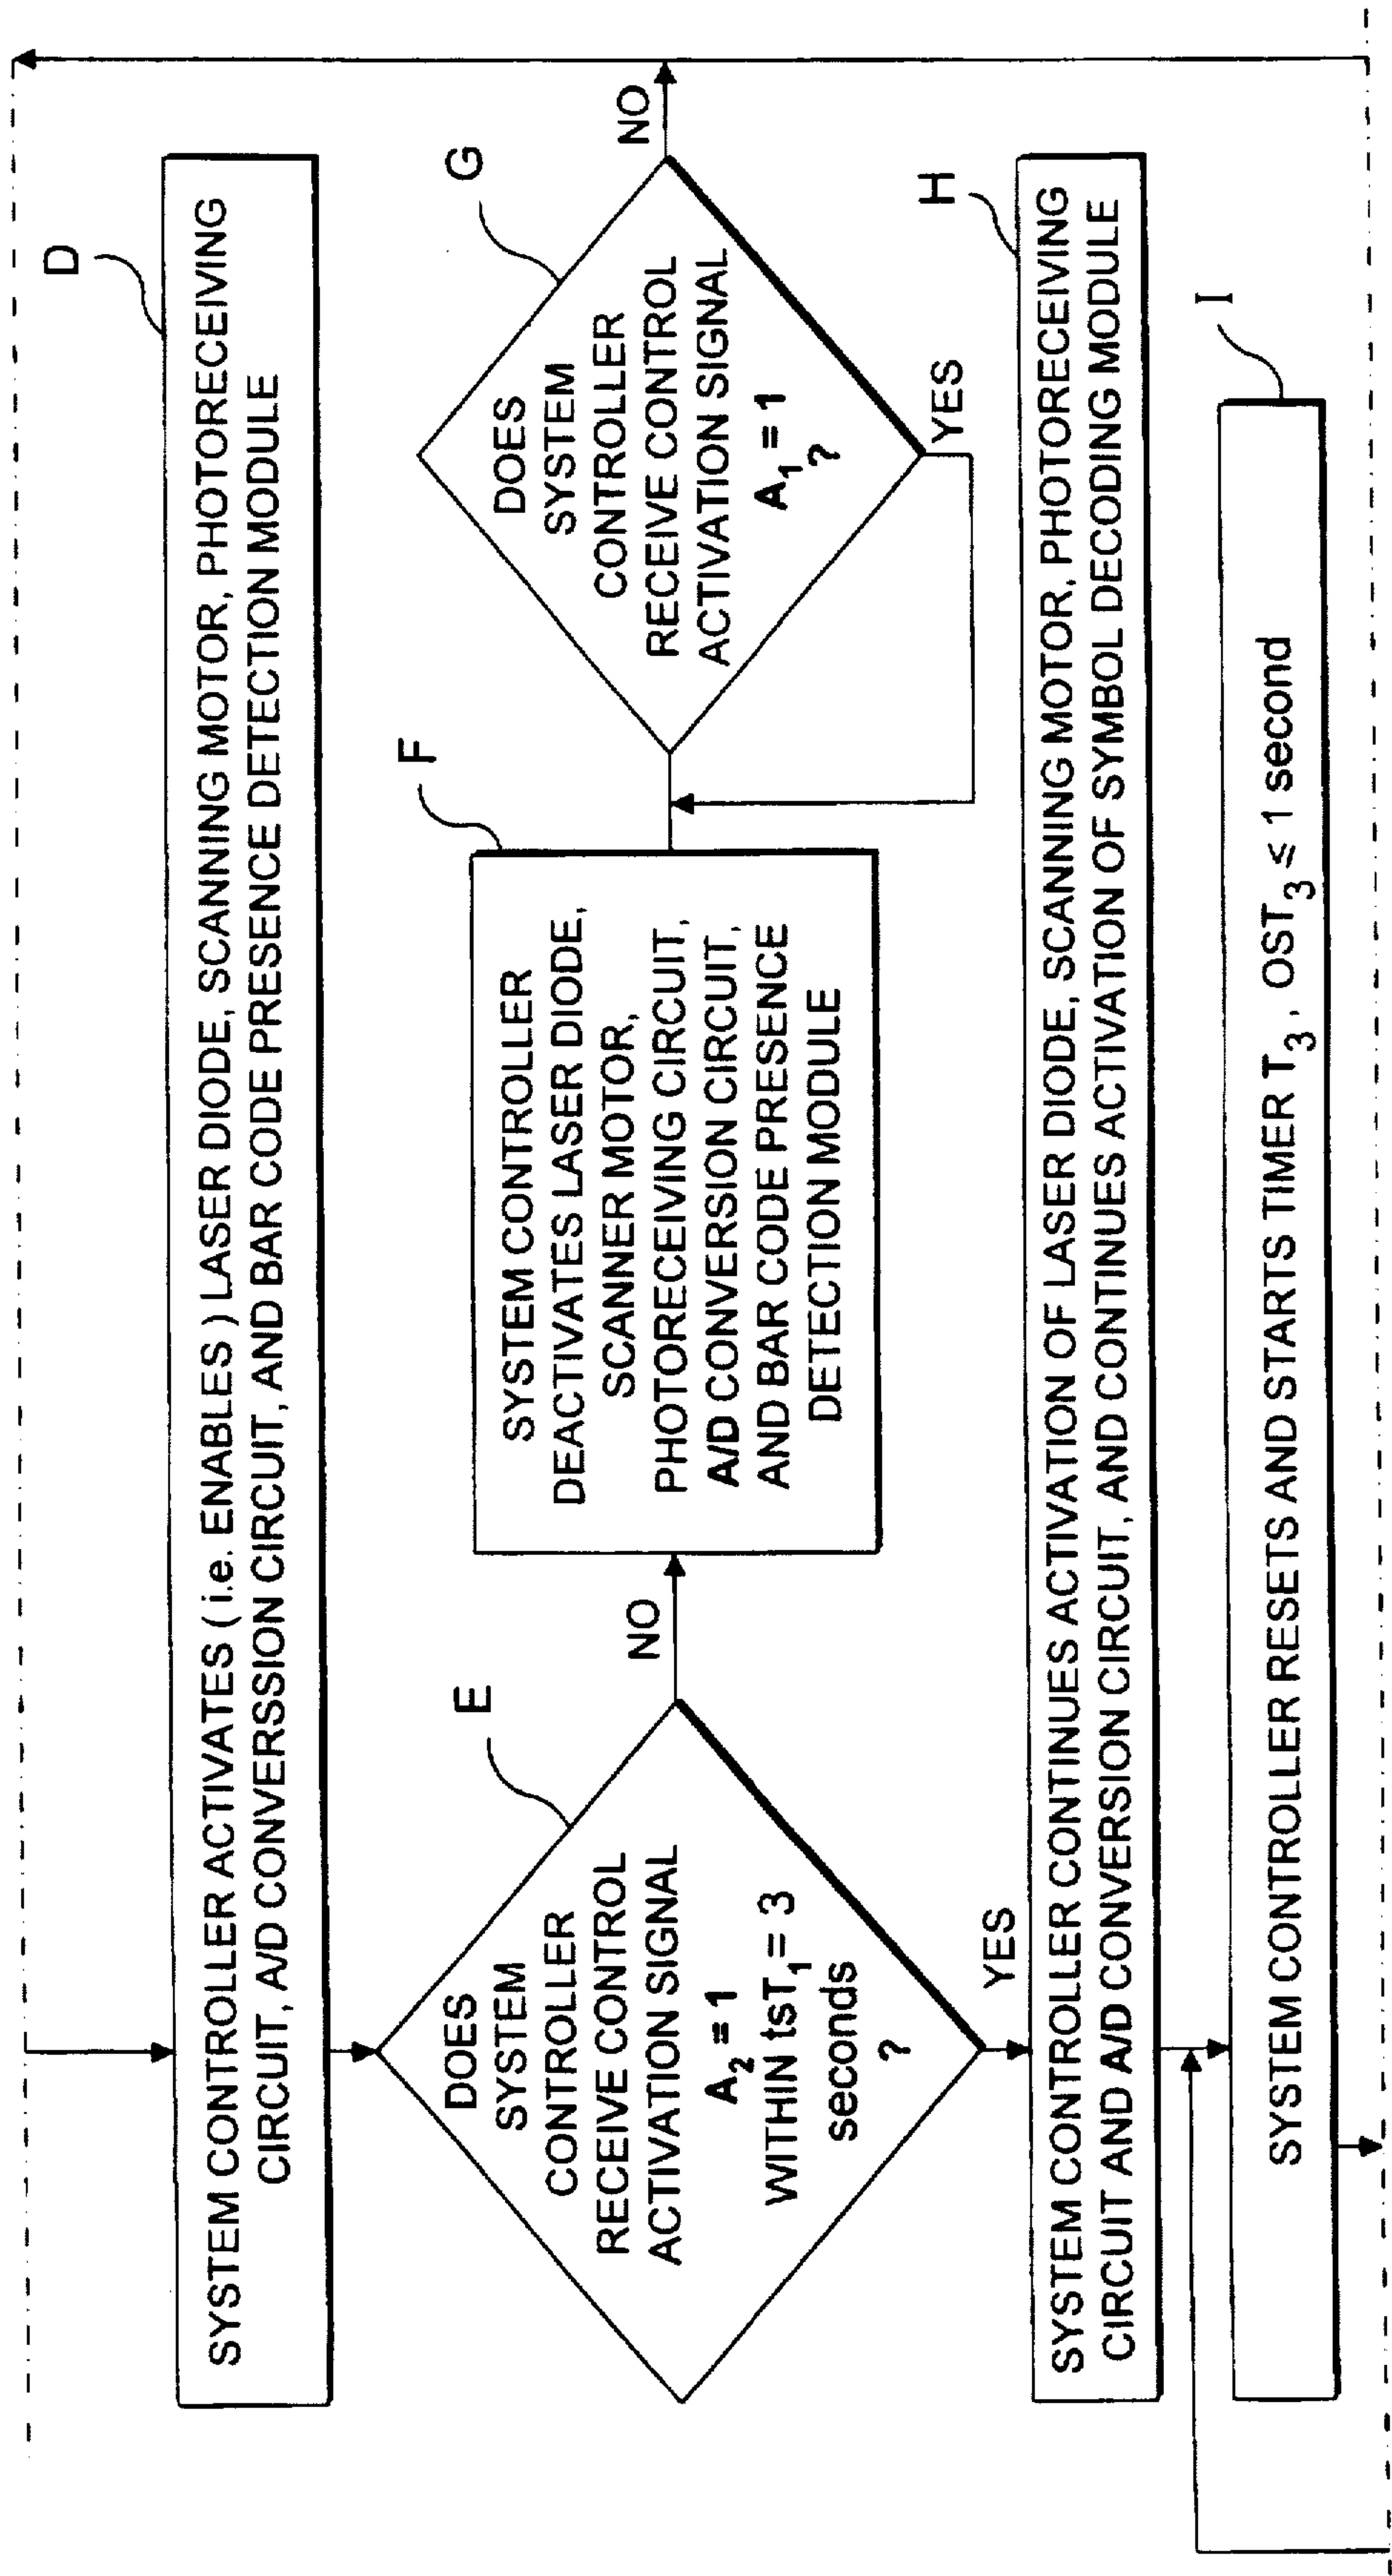 D
SYSTEM CONTROLLER ACTIVATES ( i.e. ENABLES ) LASER DIODE, SCANNING MOTOR, PHOTORECEIVING
CIRCUIT, A/D CONVERSSION CIRCUIT, AND BAR CODE PRESENCE DETECTION MODULE
E
DOES
SYSTEM
CONTROLLER
RECEIVE CONTROL
ACTIVATION SIGNAL
A₂ = 1
WITHIN tsT₁ = 3
seconds
?
NO
YES
F
SYSTEM CONTROLLER
DEACTIVATES LASER DIODE,
SCANNER MOTOR,
PHOTORECEIVING CIRCUIT,
A/D CONVERSION CIRCUIT,
AND BAR CODE PRESENCE
DETECTION MODULE
G
DOES
SYSTEM
CONTROLLER
RECEIVE CONTROL
ACTIVATION SIGNAL
A₁ = 1
?
NO
YES
H
SYSTEM CONTROLLER CONTINUES ACTIVATION OF LASER DIODE, SCANNING MOTOR, PHOTORECEIVING
CIRCUIT AND A/D CONVERSION CIRCUIT, AND CONTINUES ACTIVATION OF SYMBOL DECODING MODULE
I
SYSTEM CONTROLLER RESETS AND STARTS TIMER T₃, OST₃ ≤ 1 second